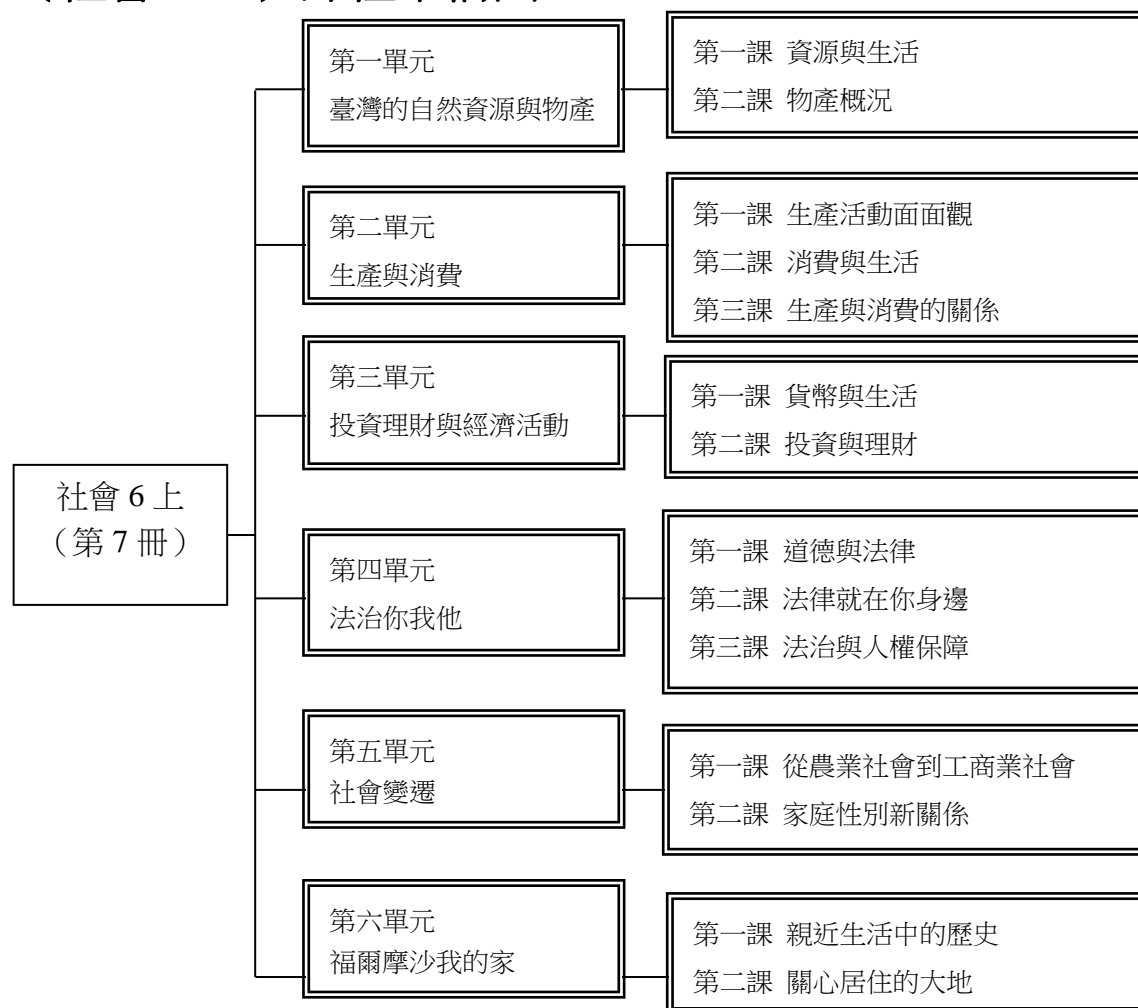 第一單元
臺灣的自然資源與物產
第一課 資源與生活
第二課 物產概況
第二單元
生產與消費
第一課 生產活動面面觀
第二課 消費與生活
第三課 生產與消費的關係
第三單元
投資理財與經濟活動
第一課 貨幣與生活
第二課 投資與理財
社會 6 上
（第 7 冊）
第四單元
法治你我他
第一課 道德與法律
第二課 法律就在你身邊
第三課 法治與人權保障
第五單元
社會變遷
第一課 從農業社會到工商業社會
第二課 家庭性別新關係
第六單元
福爾摩沙我的家
第一課 親近生活中的歷史
第二課 關心居住的大地